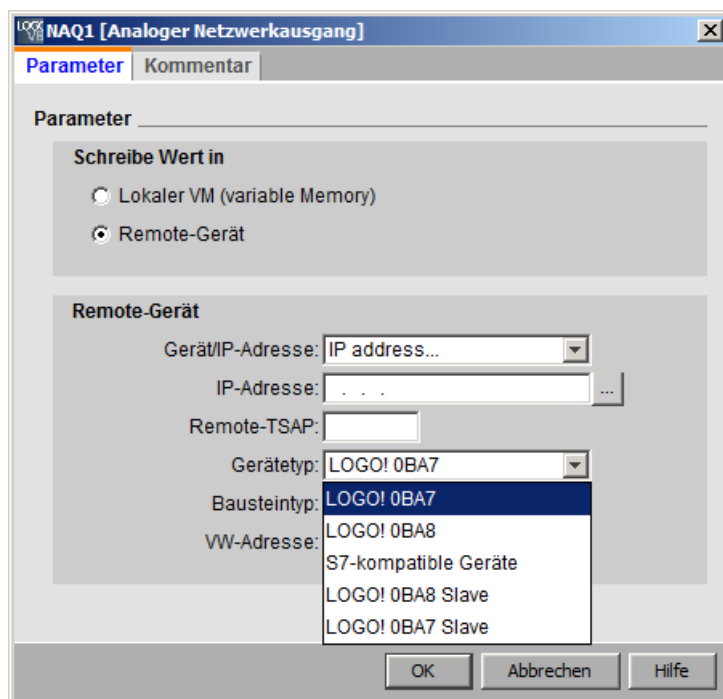 NAQ1 [Analoger Netzwerkausgang]
Parameter Kommentar
Parameter
Schreibe Wert in
Lokaler VM (variable Memory)
Remote-Gerät
Remote-Gerät
Gerät/IP-Adresse: IP address...
IP-Adresse: . . . ...
Remote-TSAP:
Gerätetyp: LOGO! 0BA7
Bausteintyp: LOGO! 0BA7
LOGO! 0BA8
VW-Adresse:
S7-kompatible Geräte
LOGO! 0BA8 Slave
LOGO! 0BA7 Slave
OK Abbrechen Hilfe